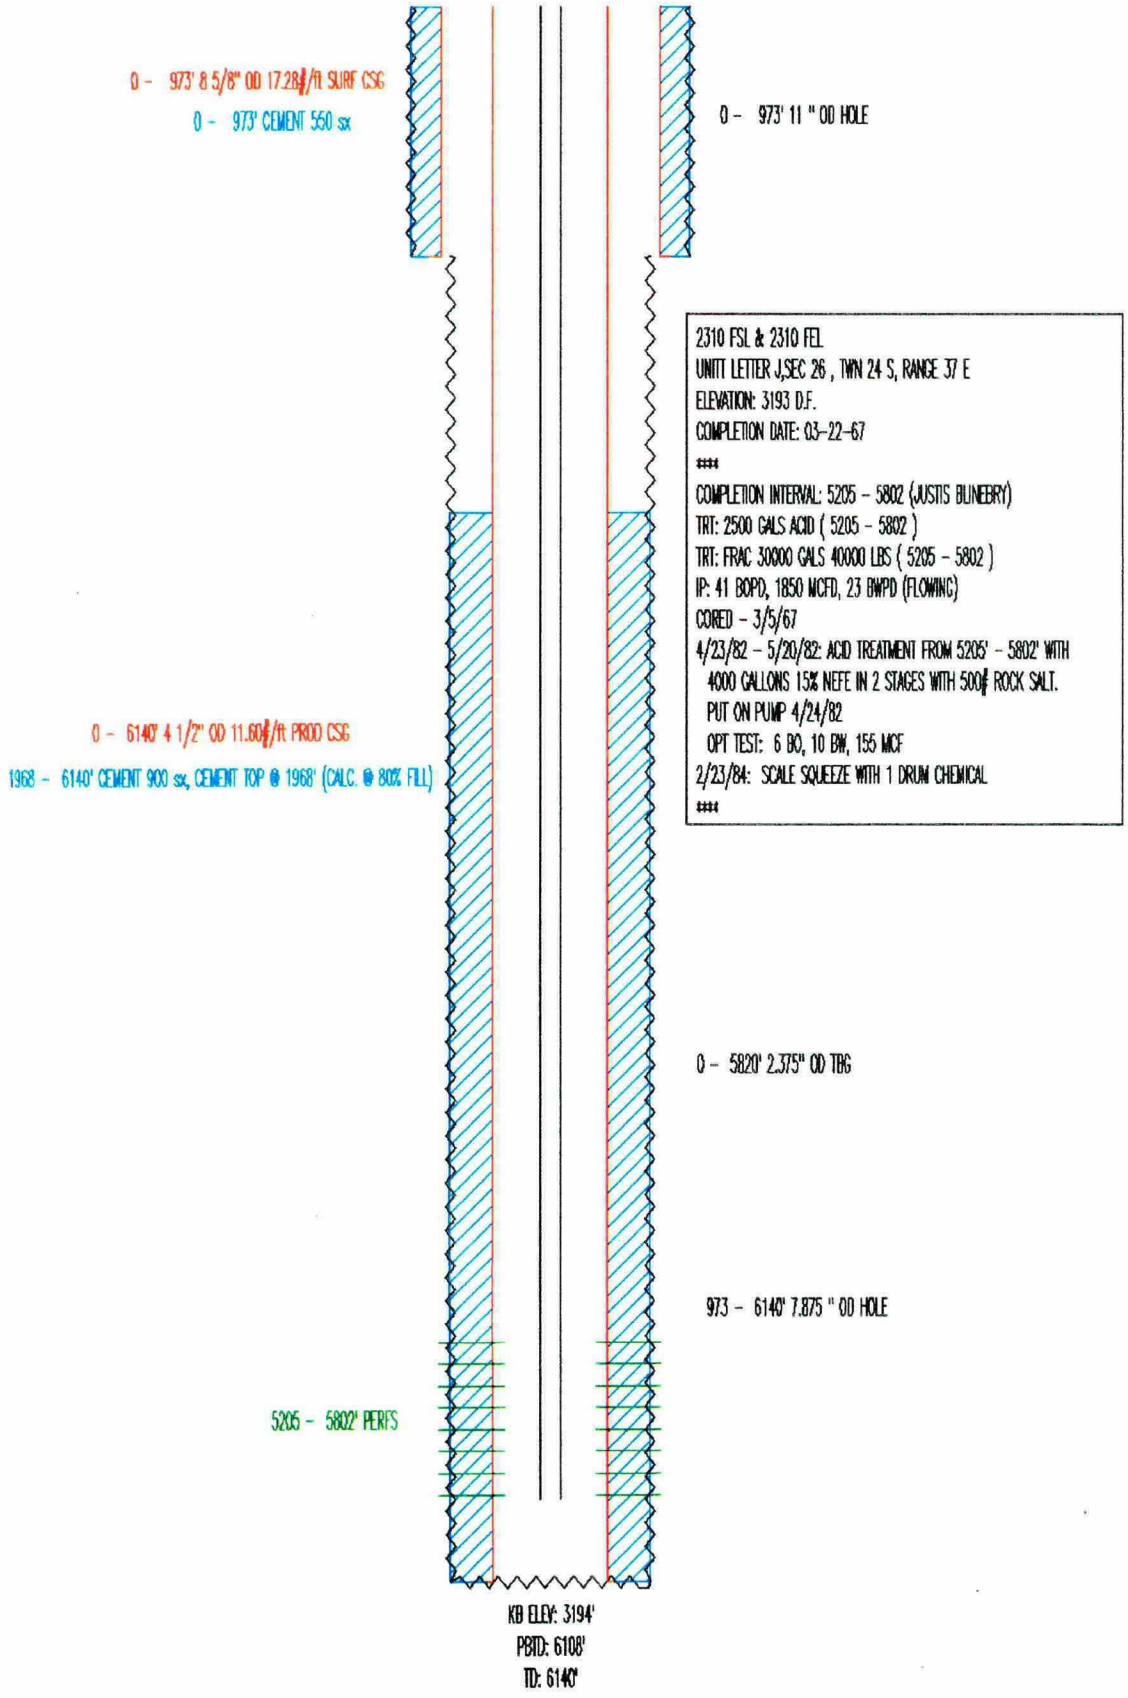 0 - 973' 8 5/8" OD 17.28#/ft SURF CSG
0 - 973' CEMENT 550 sx
0 - 973' 11 " OD HOLE
2310 FSL & 2310 FEL
UNIT LETTER J,SEC 26 , TWN 24 S, RANGE 37 E
ELEVATION: 3193 D.F.
COMPLETION DATE: 03-22-67
****
COMPLETION INTERVAL: 5205 - 5802 (JUSTIS BLINEBRY)
TRT: 2500 GALS ACID ( 5205 - 5802 )
TRT: FRAC 30000 GALS 40000 LBS ( 5205 - 5802 )
IP: 41 BOPD, 1850 MCFD, 23 BWPD (FLOWING)
CORED - 3/5/67
4/23/82 - 5/20/82: ACID TREATMENT FROM 5205' - 5802' WITH
4000 GALLONS 15% NEFE IN 2 STAGES WITH 500# ROCK SALT.
PUT ON PUMP 4/24/82
OPT TEST: 6 BO, 10 BW, 155 MCF
2/23/84: SCALE SQUEEZE WITH 1 DRUM CHEMICAL
****
0 - 6140' 4 1/2" OD 11.60#/ft PROD CSG
1968 - 6140' CEMENT 900 sx, CEMENT TOP @ 1968' (CALC. @ 80% FILL)
0 - 5820' 2.375" OD TBG
973 - 6140' 7.875 " OD HOLE
5205 - 5802' PERFS
KB ELEV: 3194'
PBTD: 6108'
TD: 6140'